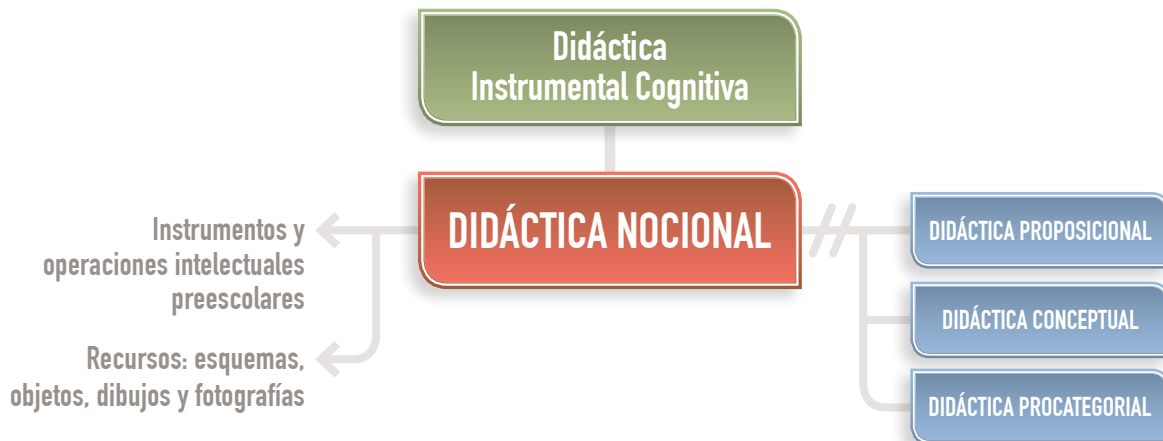 Didáctica
Instrumental Cognitiva
DIDÁCTICA NOCIONAL
Instrumentos y
operaciones intelectuales
preescolares
Recursos: esquemas,
objetos, dibujos y fotografías
DIDÁCTICA PROPOSICIONAL
DIDÁCTICA CONCEPTUAL
DIDÁCTICA PROCATEGORIAL